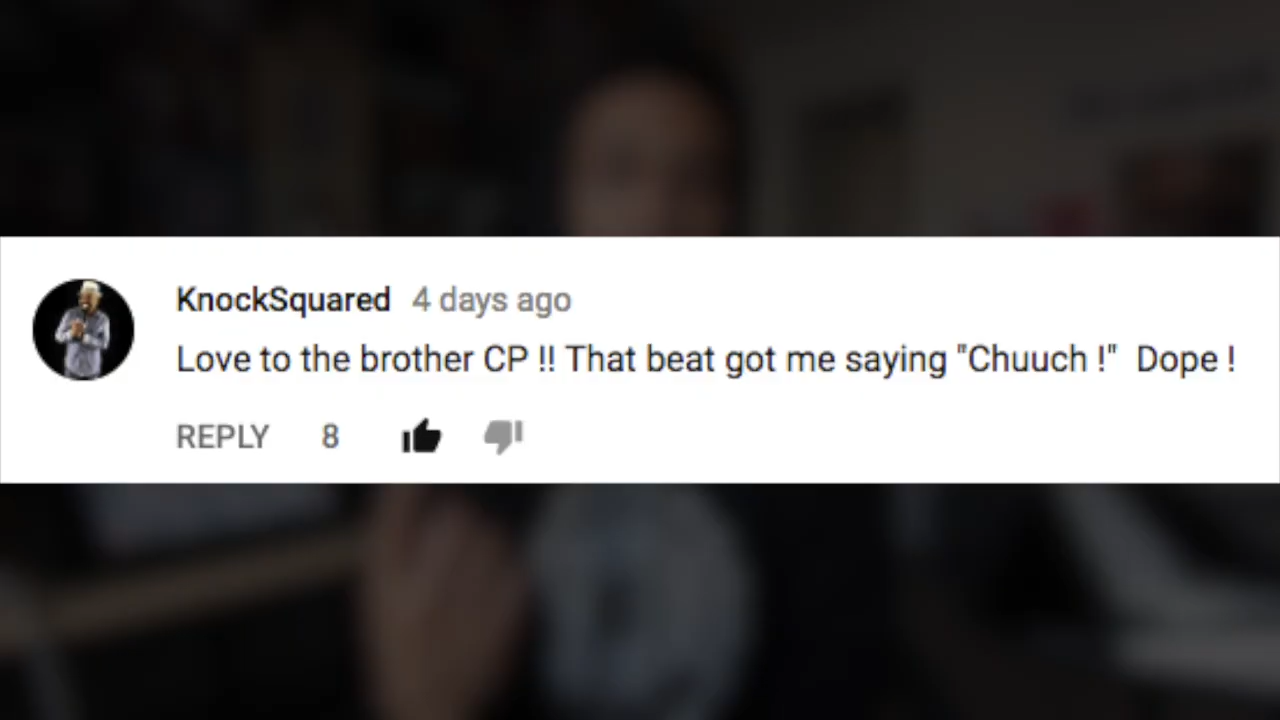 KnockSquared 4 days ago
Love to the brother CP !! That beat got me saying "Chuuch !"  Dope !
REPLY 8